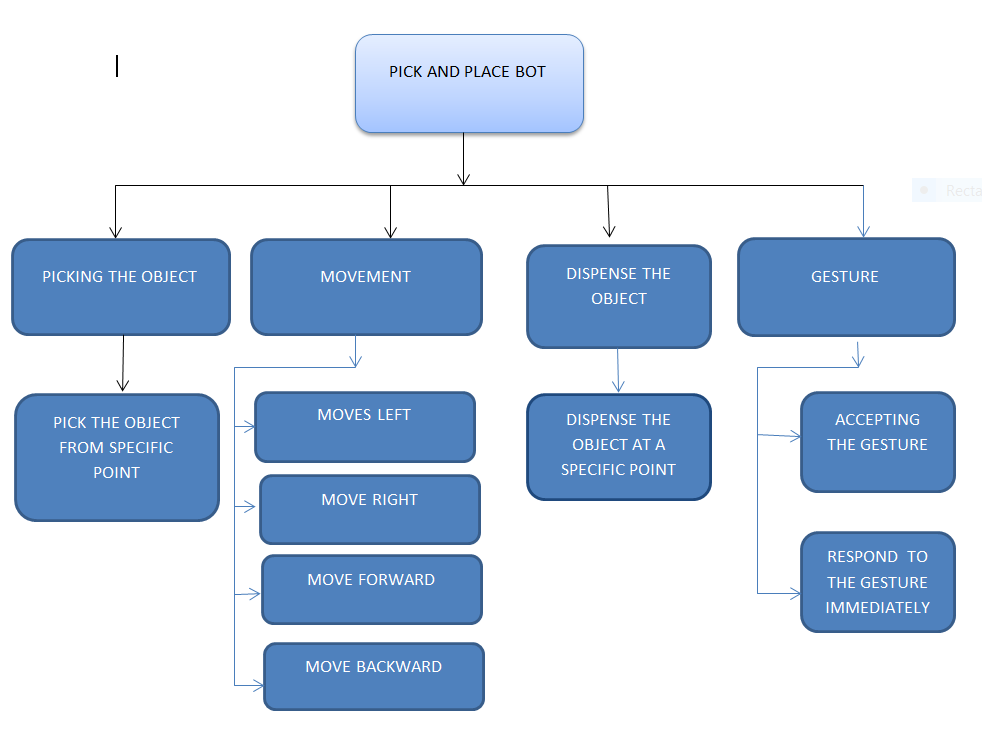 PICK AND PLACE BOT
Recta
PICKING THE OBJECT
PICK THE OBJECT
FROM SPECIFIC
POINT
MOVEMENT
MOVES LEFT
MOVE RIGHT
MOVE FORWARD
MOVE BACKWARD
DISPENSE THE
OBJECT
DISPENSE THE
OBJECT AT A
SPECIFIC POINT
GESTURE
ACCEPTING
THE GESTURE
RESPOND TO
THE GESTURE
IMMEDIATELY